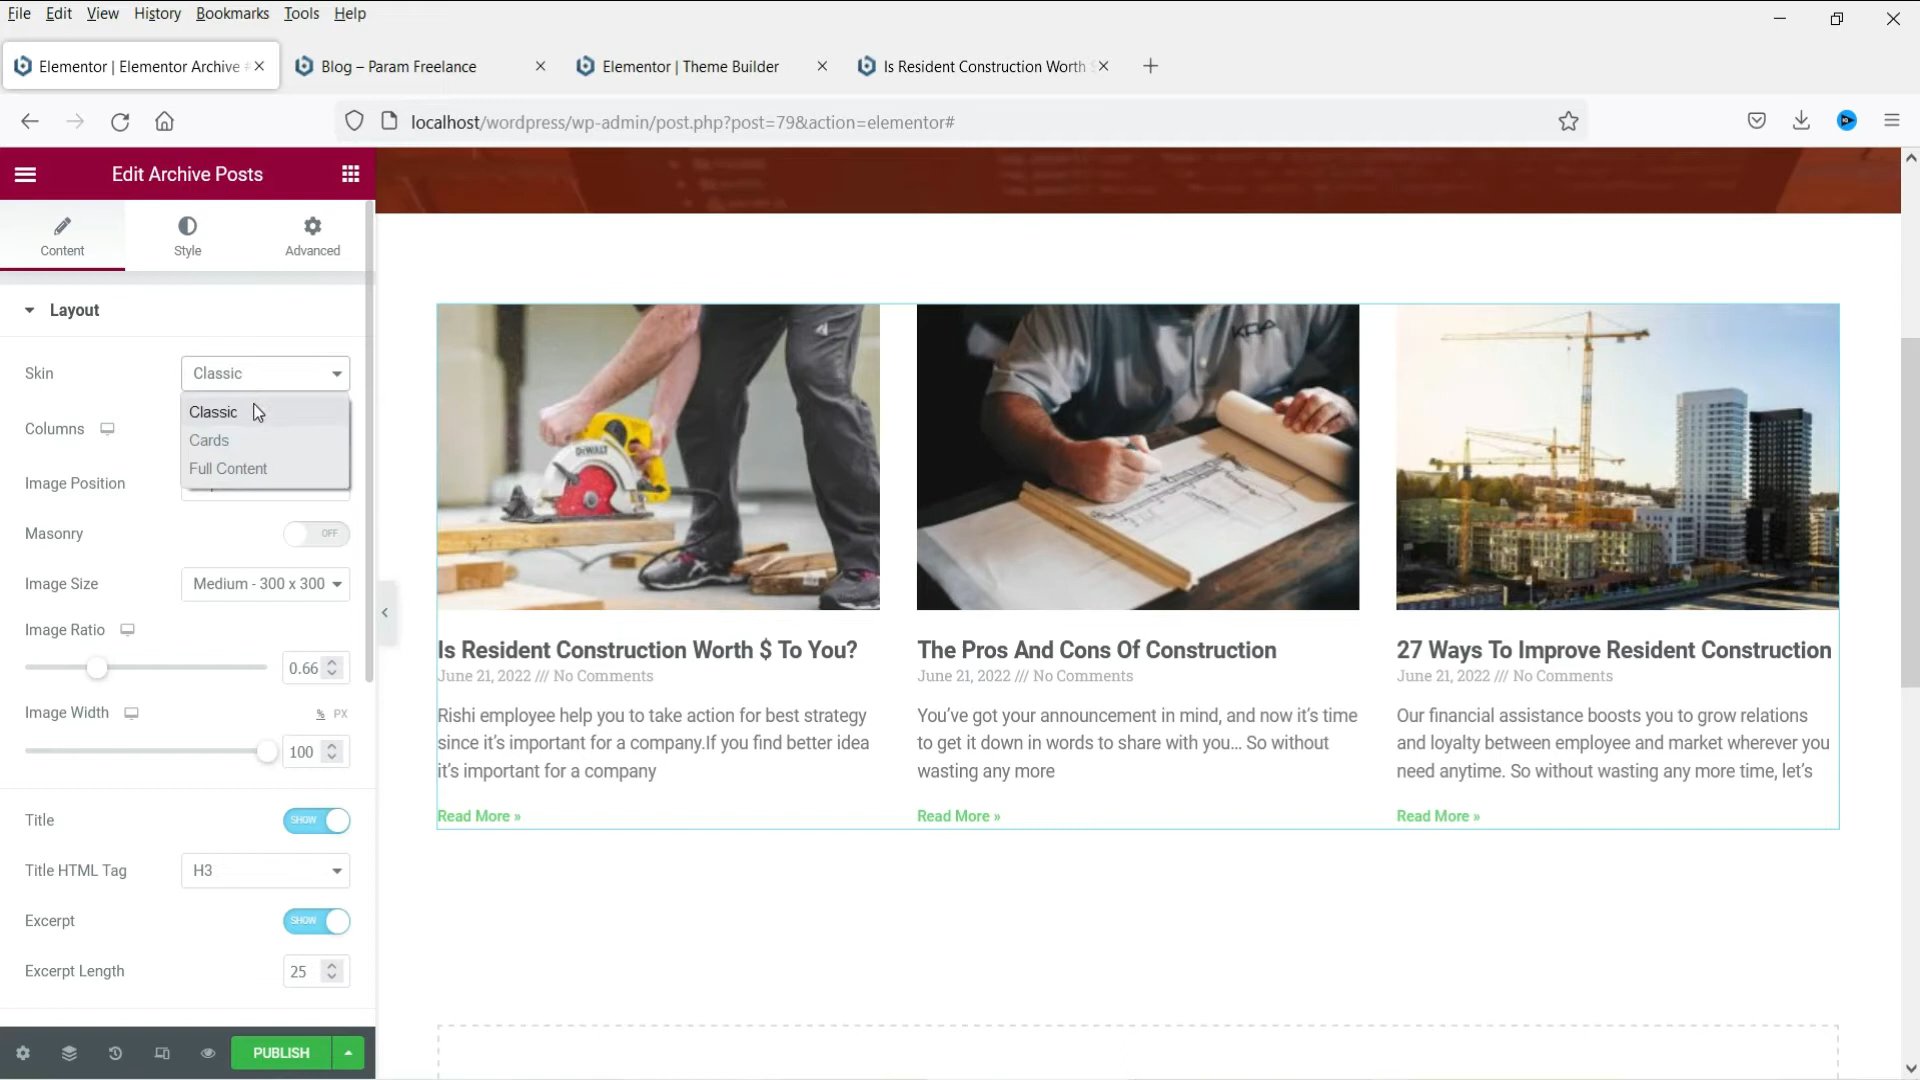 File Edit View History Bookmarks Tools Help
Elementor | Elementor Archive # Blog – Param Freelance Elementor | Theme Builder Is Resident Construction Worth $
localhost/wordpress/wp-admin/post.php?post=79&action=elementor#
Edit Archive Posts
Content Style Advanced
Layout
Skin Classic
Classic
Columns
Cards
Full Content
Image Position
Masonry OFF
Image Size Medium - 300 x 300
Image Ratio
0.66
Image Width % PX
100
Title SHOW
Title HTML Tag H3
Excerpt SHOW
Excerpt Length 25
PUBLISH
DEWALT
KRA
Is Resident Construction Worth $ To You?
June 21, 2022 /// No Comments
Rishi employee help you to take action for best strategy
since it's important for a company.If you find better idea
it's important for a company
Read More »
The Pros And Cons Of Construction
June 21, 2022 /// No Comments
You've got your announcement in mind, and now it's time
to get it down in words to share with you... So without
wasting any more
Read More »
27 Ways To Improve Resident Construction
June 21, 2022 /// No Comments
Our financial assistance boosts you to grow relations
and loyalty between employee and market wherever you
need anytime. So without wasting any more time, let's
Read More »